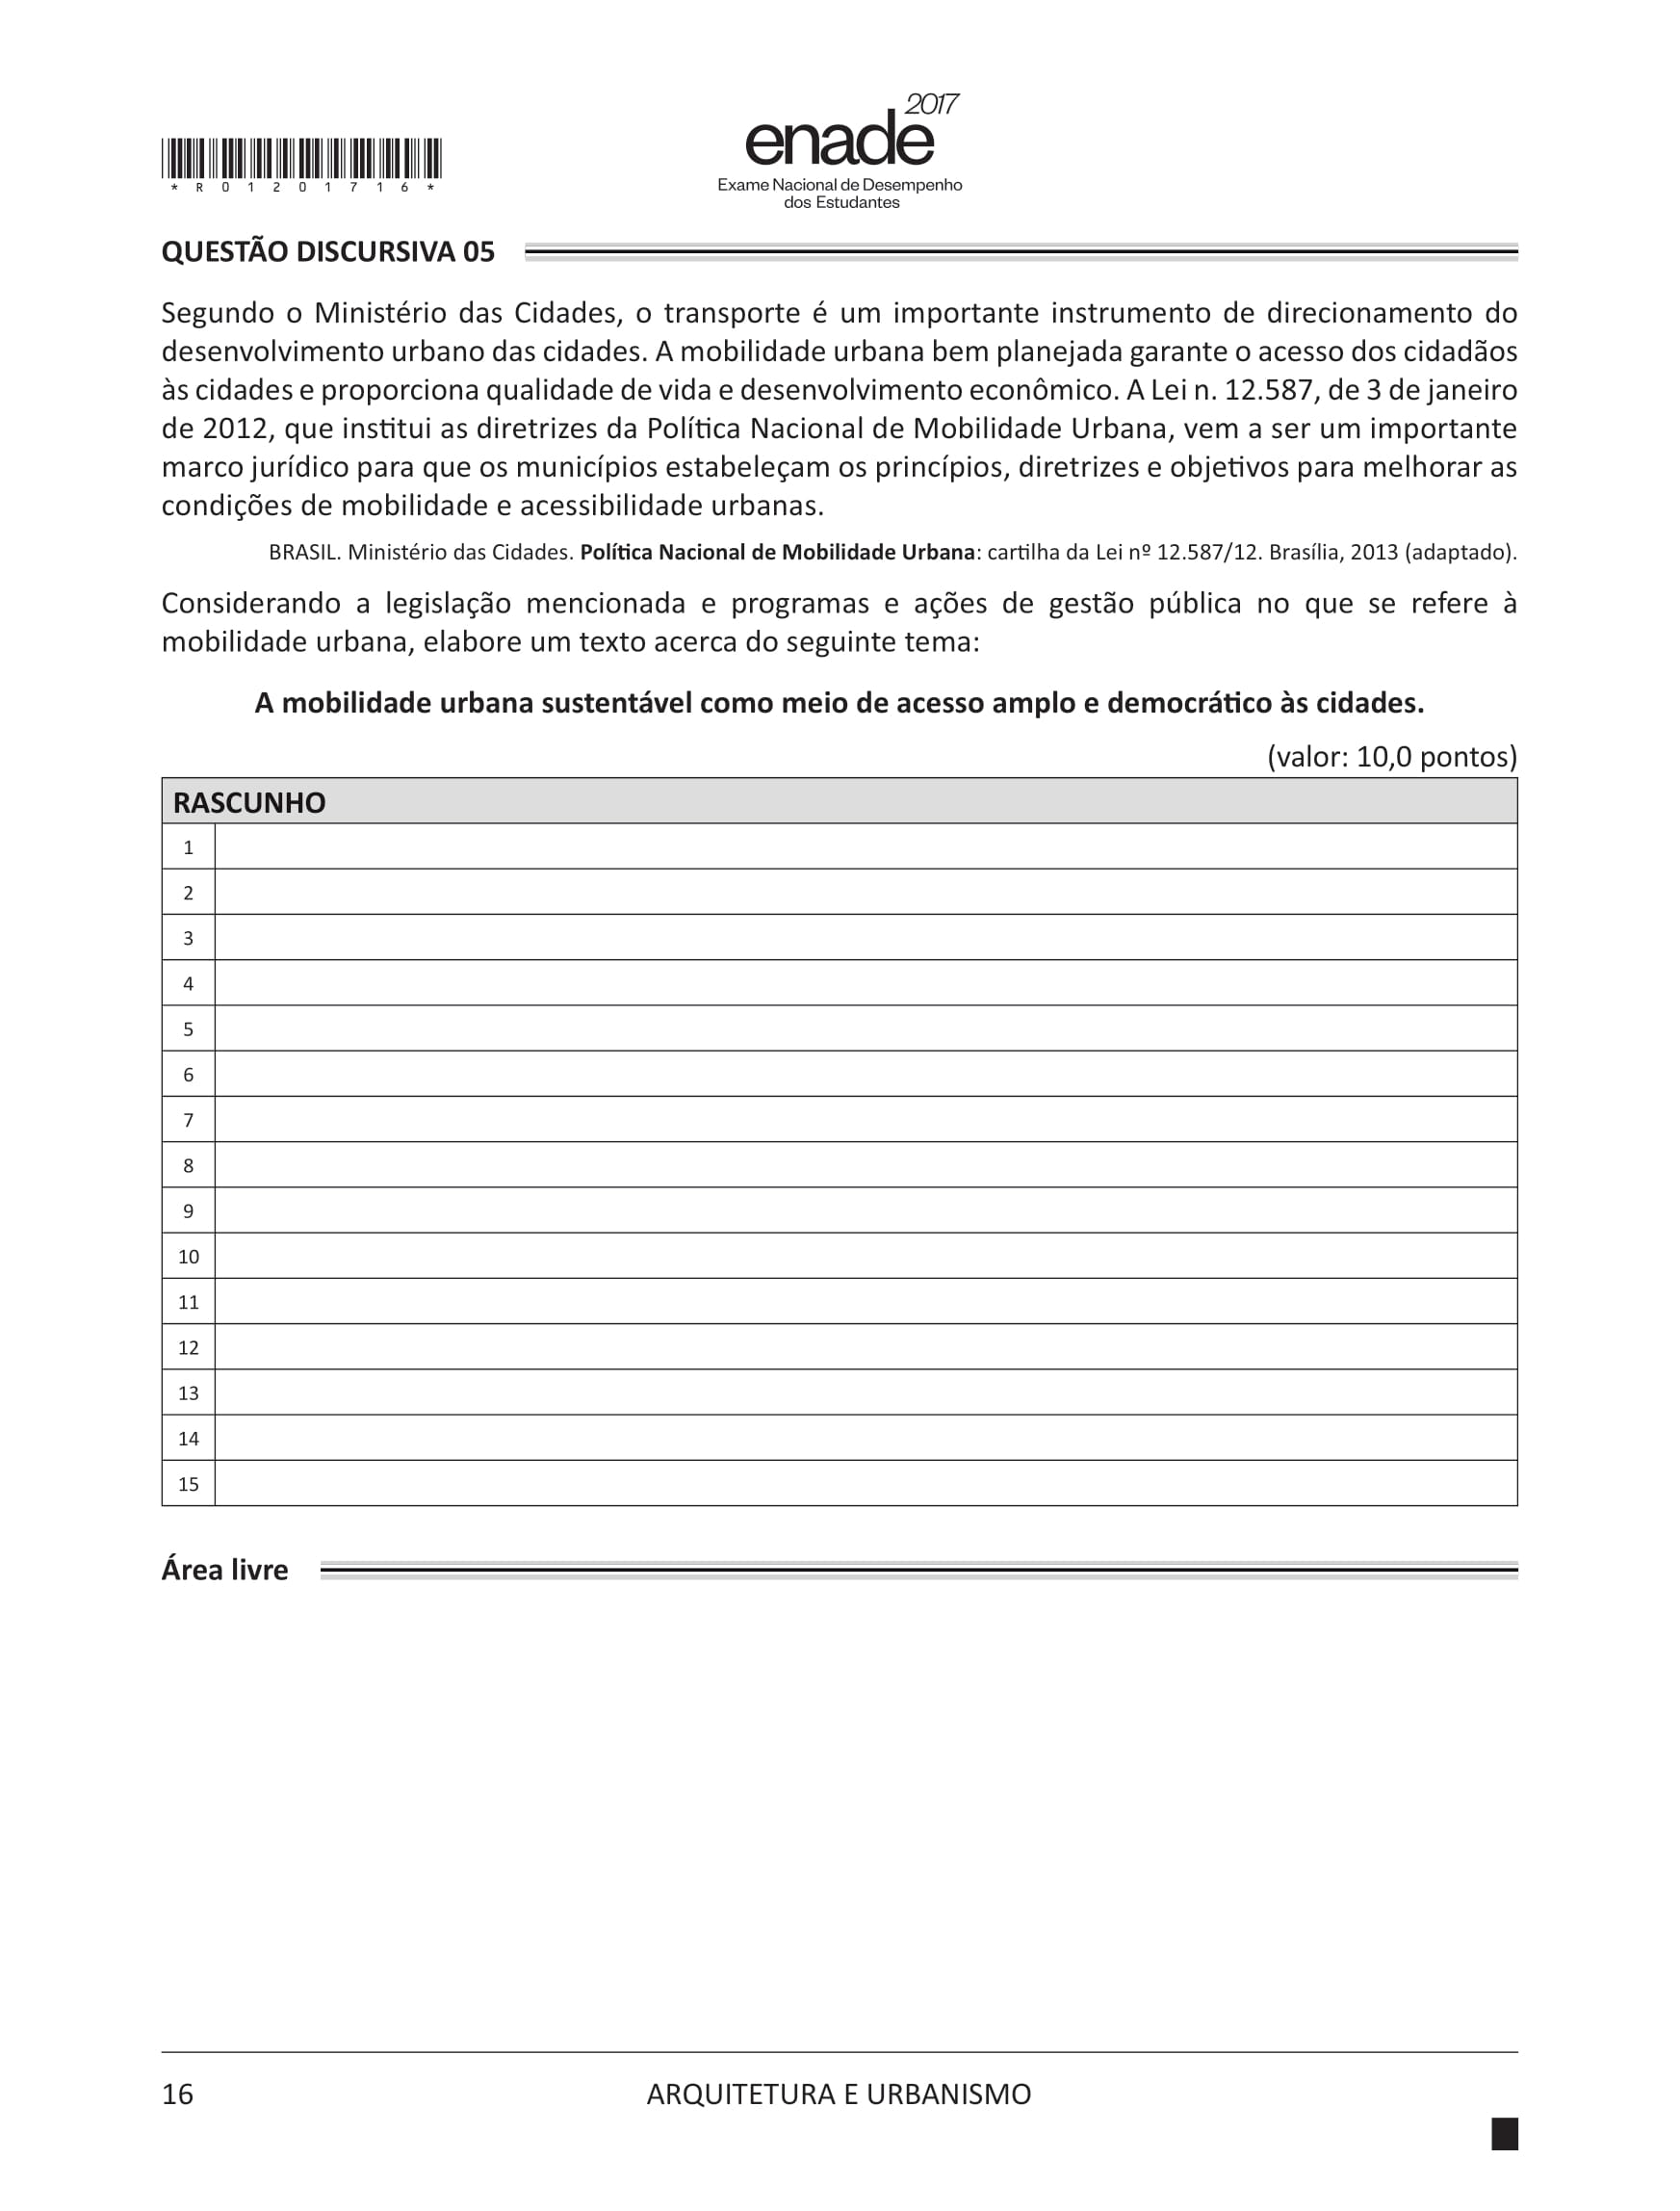 2017
enade
Exame Nacional de Desempenho
dos Estudantes
* R 0 1 2 0 1 7 1 6 *
QUESTÃO DISCURSIVA 05
Segundo o Ministério das Cidades, o transporte é um importante instrumento de direcionamento do
desenvolvimento urbano das cidades. A mobilidade urbana bem planejada garante o acesso dos cidadãos
às cidades e proporciona qualidade de vida e desenvolvimento econômico. A Lei n. 12.587, de 3 de janeiro
de 2012, que institui as diretrizes da Política Nacional de Mobilidade Urbana, vem a ser um importante
marco jurídico para que os municípios estabeleçam os princípios, diretrizes e objetivos para melhorar as
condições de mobilidade e acessibilidade urbanas.
BRASIL. Ministério das Cidades. Política Nacional de Mobilidade Urbana: cartilha da Lei nº 12.587/12. Brasília, 2013 (adaptado).
Considerando a legislação mencionada e programas e ações de gestão pública no que se refere à
mobilidade urbana, elabore um texto acerca do seguinte tema:
A mobilidade urbana sustentável como meio de acesso amplo e democrático às cidades.
(valor: 10,0 pontos)
RASCUNHO
1
2
3
4
5
6
7
8
9
10
11
12
13
14
15
Área livre
16
ARQUITETURA E URBANISMO